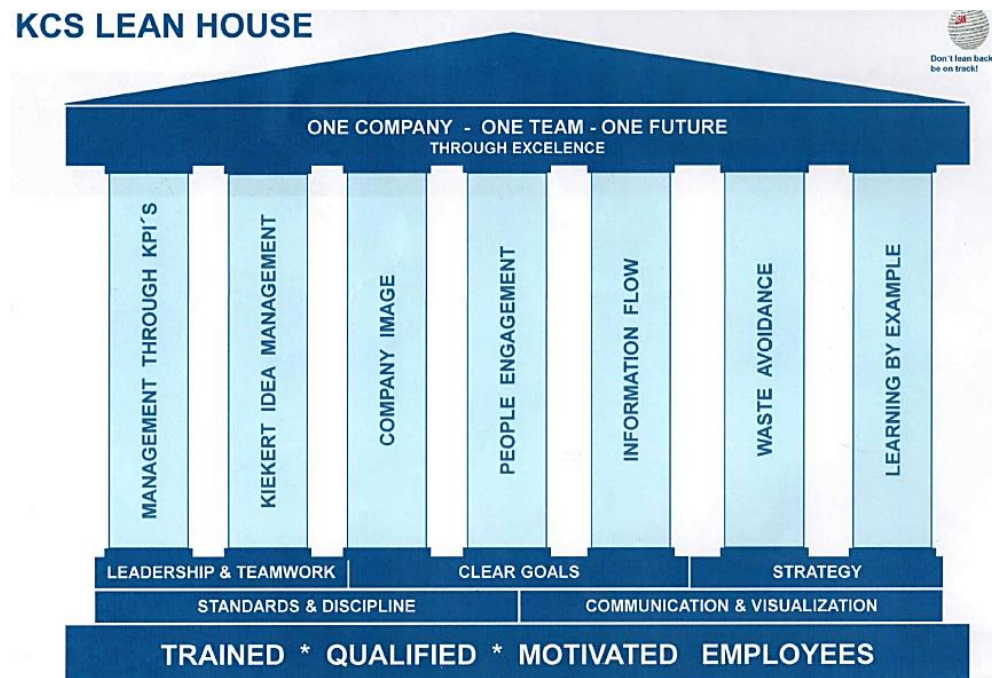 KCS LEAN HOUSE
Don´t lean back
be on track!
ONE COMPANY - ONE TEAM - ONE FUTURE
THROUGH EXCELENCE
MANAGEMENT THROUGH KPI´S
KIEKERT IDEA MANAGEMENT
COMPANY IMAGE
PEOPLE ENGAGEMENT
INFORMATION FLOW
WASTE AVOIDANCE
LEARNING BY EXAMPLE
LEADERSHIP & TEAMWORK
CLEAR GOALS
STRATEGY
STANDARDS & DISCIPLINE
COMMUNICATION & VISUALIZATION
TRAINED * QUALIFIED * MOTIVATED EMPLOYEES